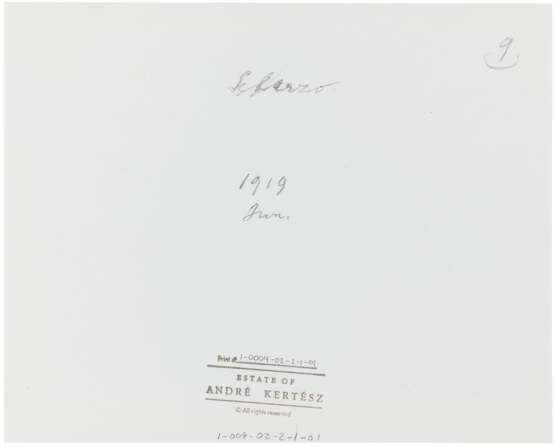 9
Scherzo
1919
Jun.
Print # 1-0009-02-2-1-01
ESTATE OF
ANDRÉ KERTÉSZ
© All rights reserved
1-009-02-2-1-01